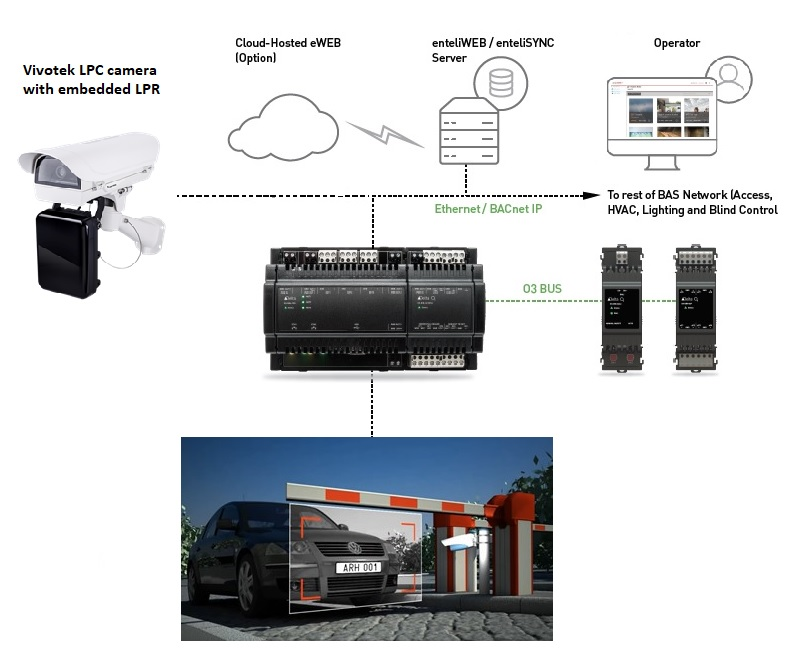 Cloud-Hosted eWEB
(Option)
enteliWEB / enteliSYNC
Server
Operator
Vivotek LPC camera
with embedded LPR
Ethernet / BACnet IP
To rest of BAS Network (Access,
HVAC, Lighting and Blind Control
O3 BUS
ARH 001